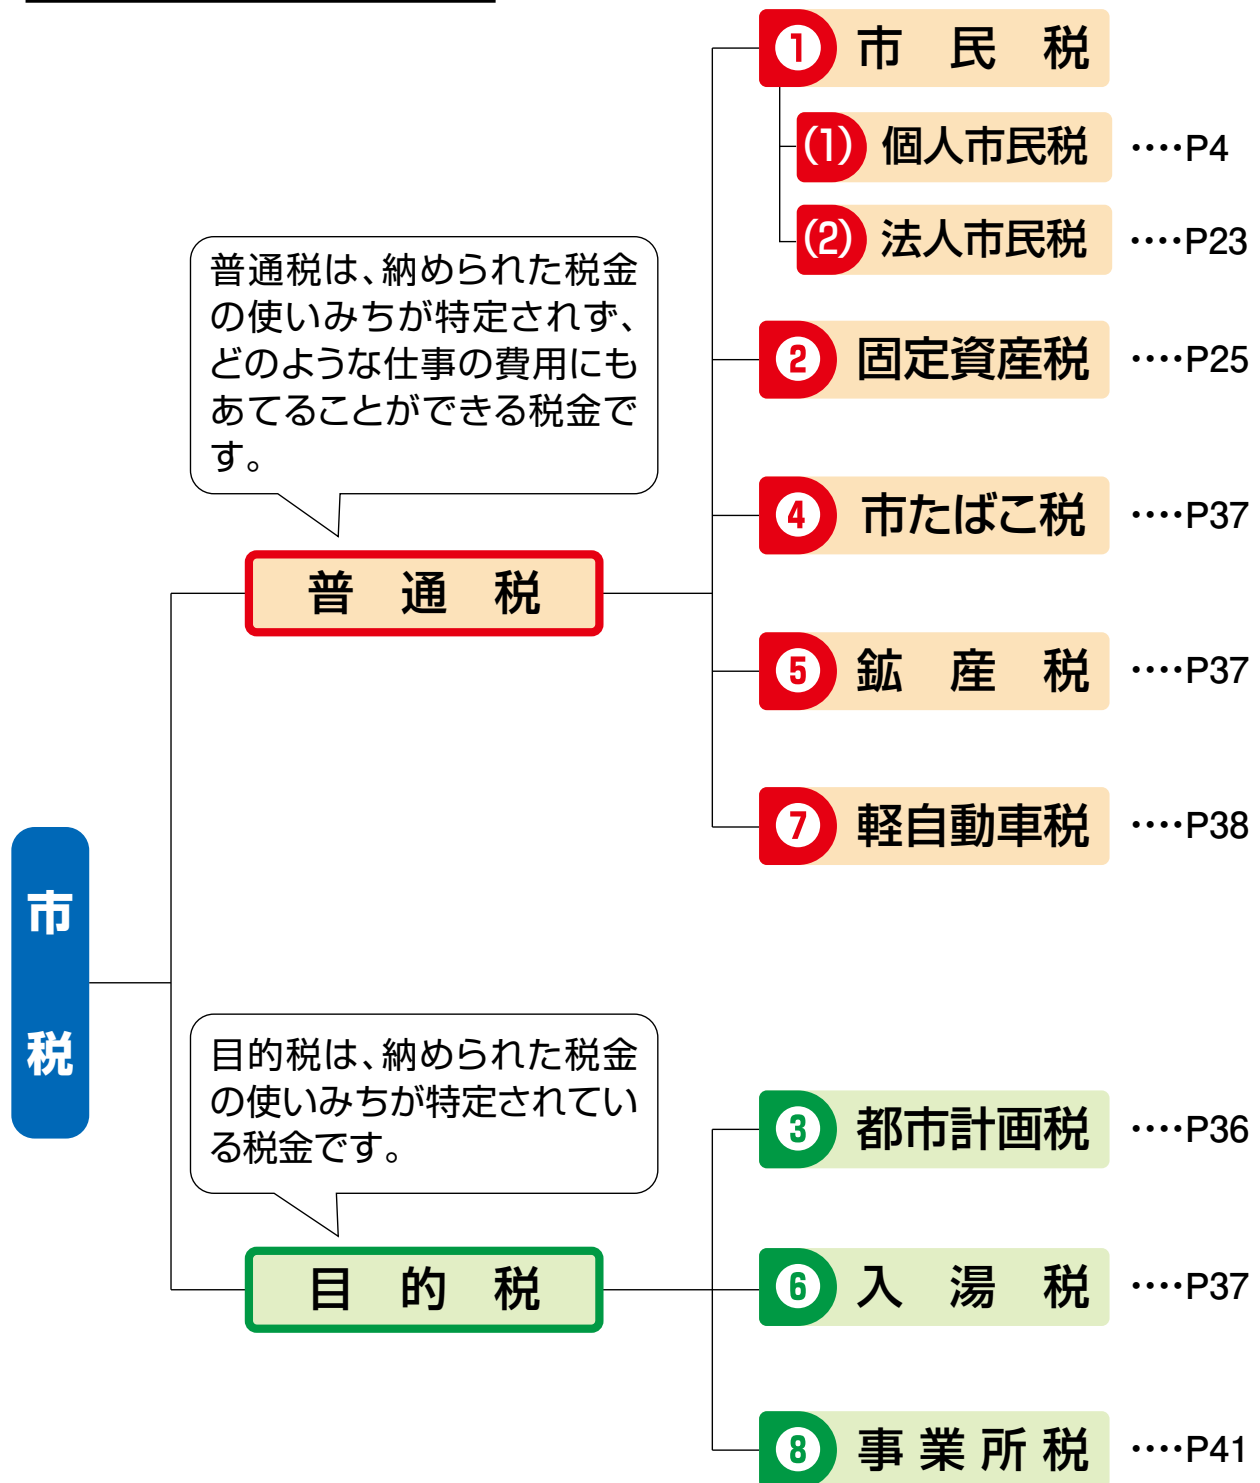 ① 市民税
(1) 個人市民税 ‥‥P4
(2) 法人市民税 ‥‥P23
普通税は、納められた税金
の使いみちが特定されず、
どのような仕事の費用にも
あてることができる税金で
す。
② 固定資産税 ‥‥P25
④ 市たばこ税 ‥‥P37
普通税
⑤ 鉱産税 ‥‥P37
⑦ 軽自動車税 ‥‥P38
市税
目的税は、納められた税金
の使いみちが特定されてい
る税金です。
③ 都市計画税 ‥‥P36
目的税
⑥ 入湯税 ‥‥P37
⑧ 事業所税 ‥‥P41